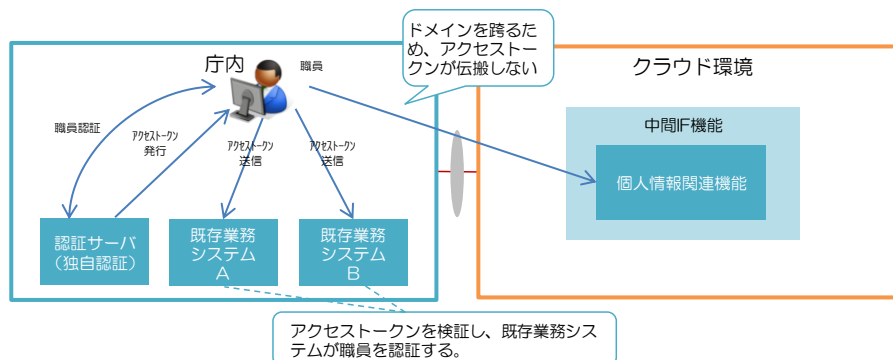 ドメインを跨るため、アクセストークンが伝搬しない
庁内
職員
クラウド環境
職員認証
ｱｸｾｽﾄｰｸﾝ
発行
ｱｸｾｽﾄｰｸﾝ
送信
ｱｸｾｽﾄｰｸﾝ
送信
中間IF機能
個人情報関連機能
認証サーバ
（独自認証）
既存業務
システム
A
既存業務
システム
B
アクセストークンを検証し、既存業務シス
テムが職員を認証する。